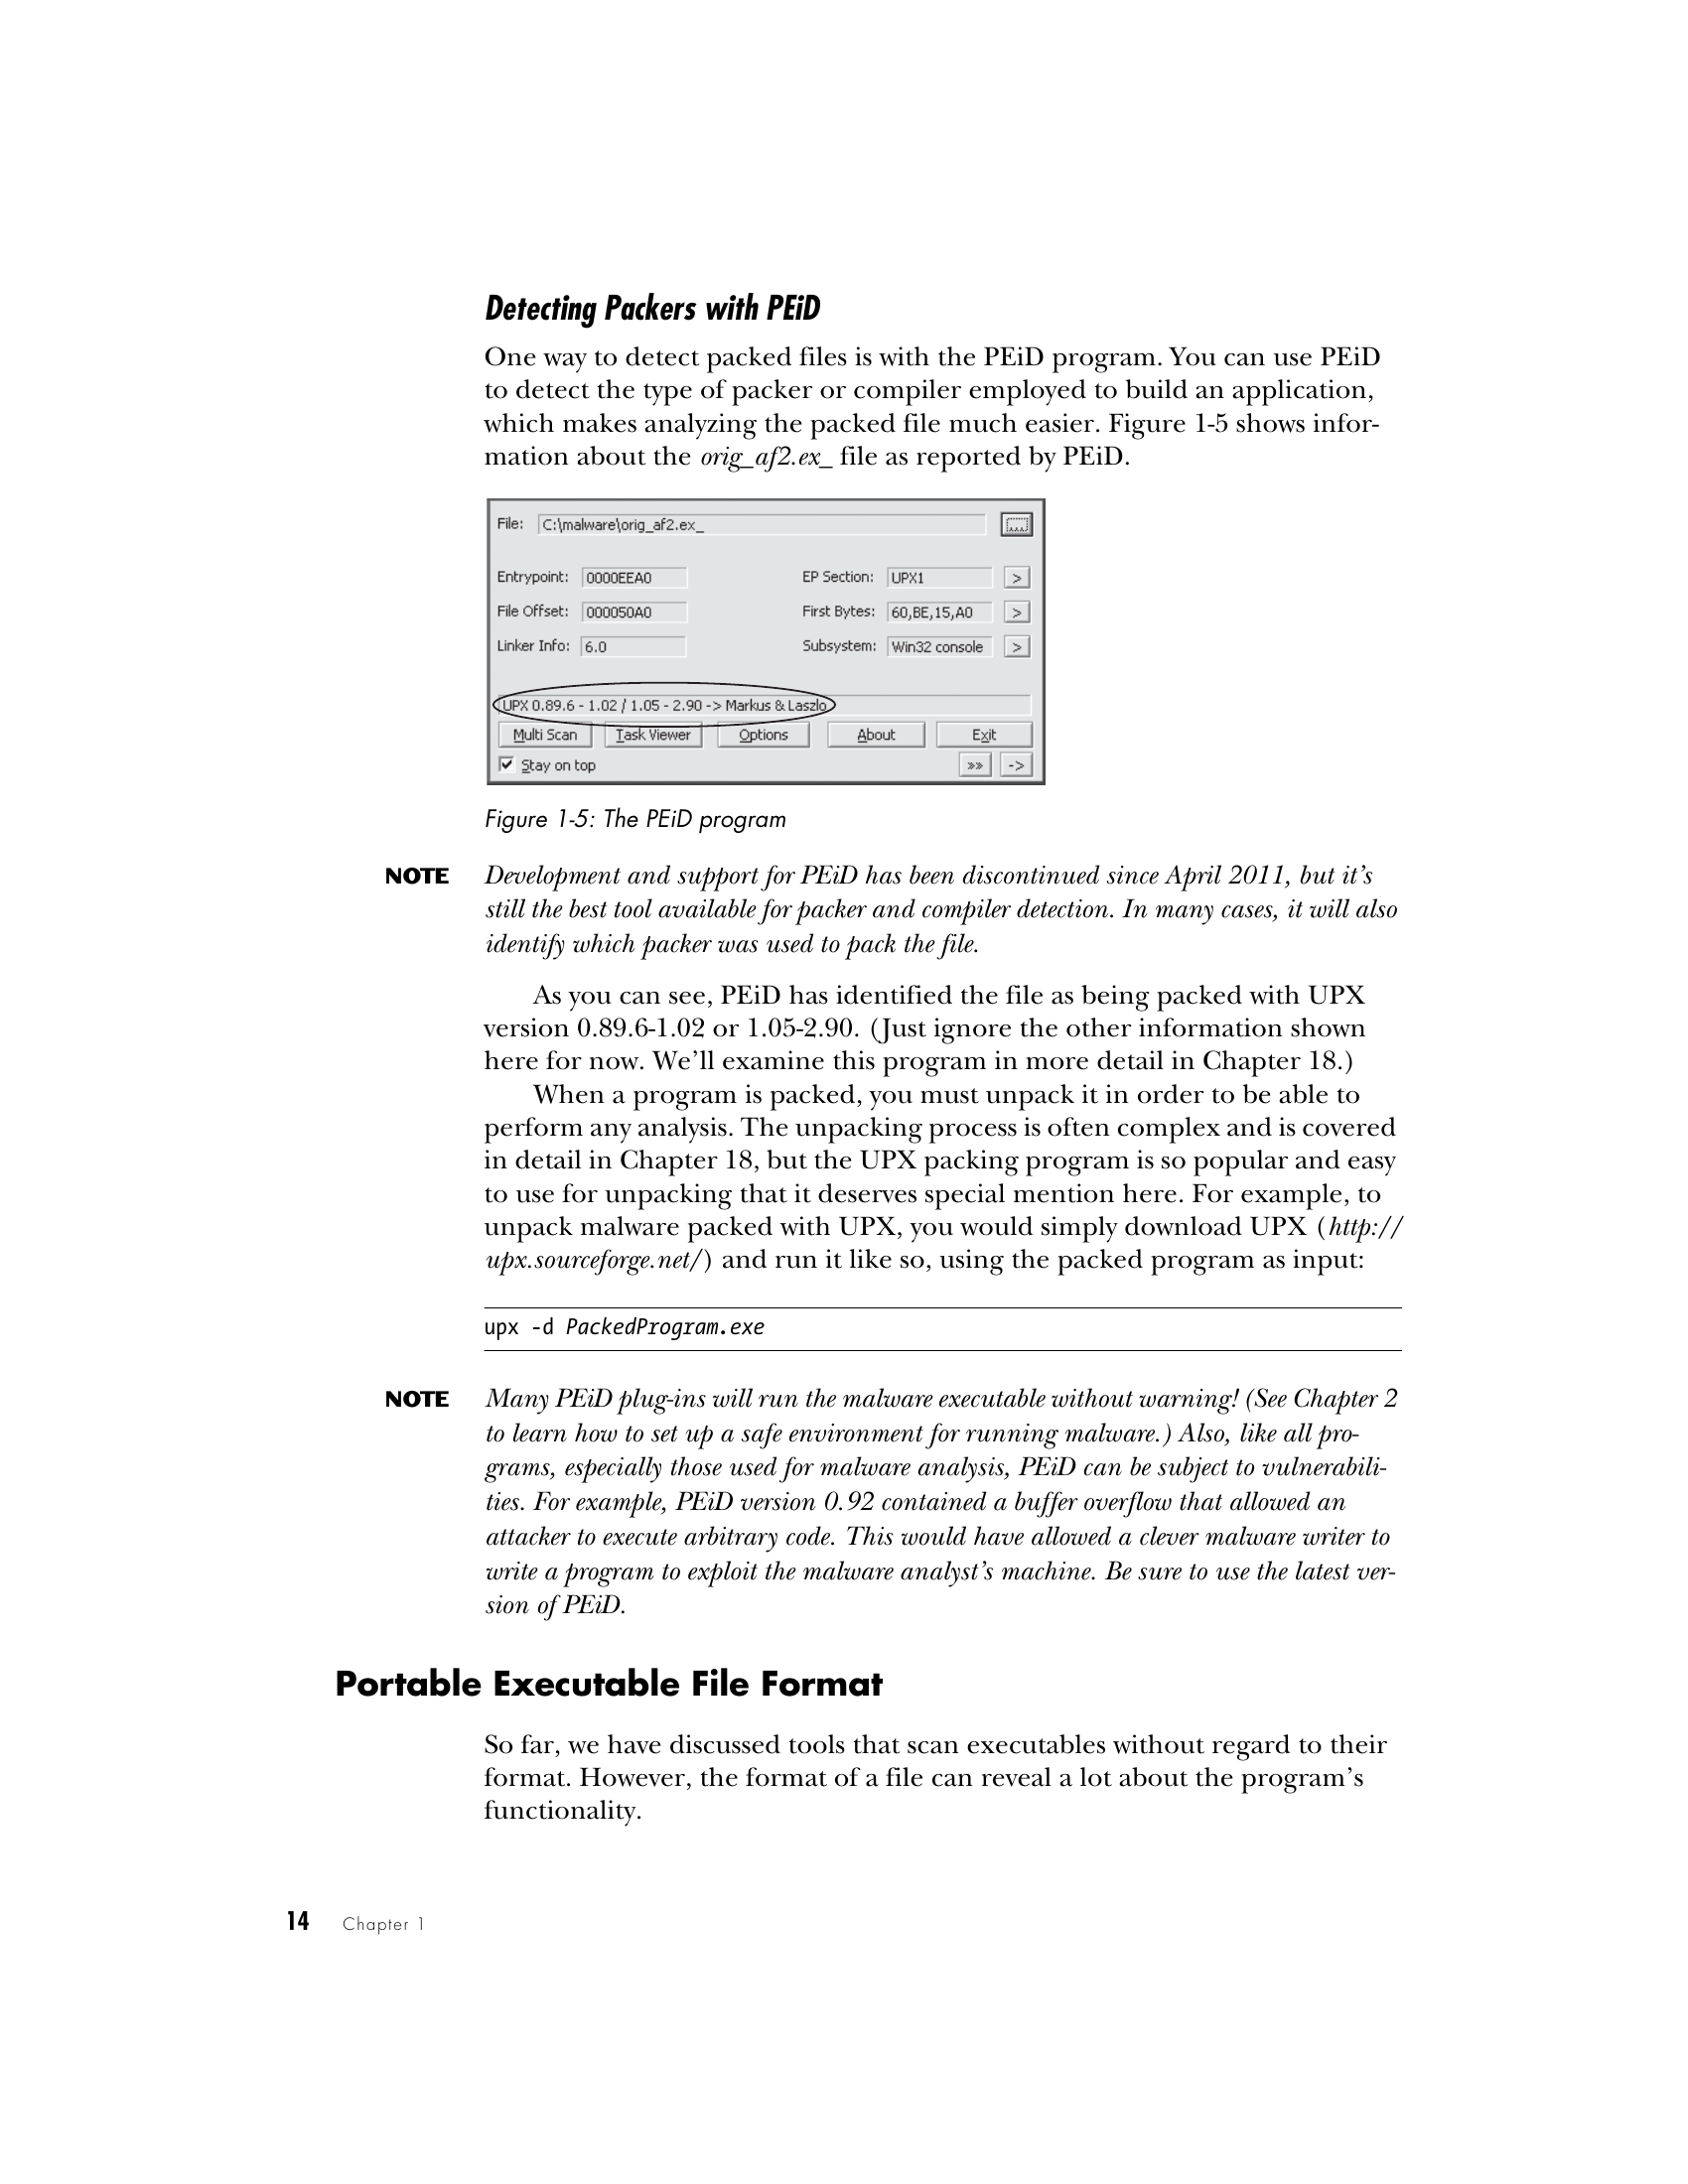 Detecting Packers with PEiD
One way to detect packed files is with the PEiD program. You can use PEiD
to detect the type of packer or compiler employed to build an application,
which makes analyzing the packed file much easier. Figure 1-5 shows infor-
mation about the orig_af2.ex_ file as reported by PEiD.
File: C:\malware\orig_af2.ex_ ...
Entrypoint: 0000EEA0 EP Section: UPX1 >
File Offset: 000050A0 First Bytes: 60,BE,15,A0 >
Linker Info: 6.0 Subsystem: Win32 console >
UPX 0.89.6 - 1.02 / 1.05 - 2.90 -> Markus & Laszlo
Multi Scan Task Viewer Options About Exit
Stay on top »» ->
Figure 1-5: The PEiD program
NOTE Development and support for PEiD has been discontinued since April 2011, but it’s
still the best tool available for packer and compiler detection. In many cases, it will also
identify which packer was used to pack the file.
As you can see, PEiD has identified the file as being packed with UPX
version 0.89.6-1.02 or 1.05-2.90. (Just ignore the other information shown
here for now. We’ll examine this program in more detail in Chapter 18.)
When a program is packed, you must unpack it in order to be able to
perform any analysis. The unpacking process is often complex and is covered
in detail in Chapter 18, but the UPX packing program is so popular and easy
to use for unpacking that it deserves special mention here. For example, to
unpack malware packed with UPX, you would simply download UPX (http://
upx.sourceforge.net/) and run it like so, using the packed program as input:
upx -d PackedProgram.exe
NOTE Many PEiD plug-ins will run the malware executable without warning! (See Chapter 2
to learn how to set up a safe environment for running malware.) Also, like all pro-
grams, especially those used for malware analysis, PEiD can be subject to vulnerabili-
ties. For example, PEiD version 0.92 contained a buffer overflow that allowed an
attacker to execute arbitrary code. This would have allowed a clever malware writer to
write a program to exploit the malware analyst’s machine. Be sure to use the latest ver-
sion of PEiD.
Portable Executable File Format
So far, we have discussed tools that scan executables without regard to their
format. However, the format of a file can reveal a lot about the program’s
functionality.
14 Chapter 1